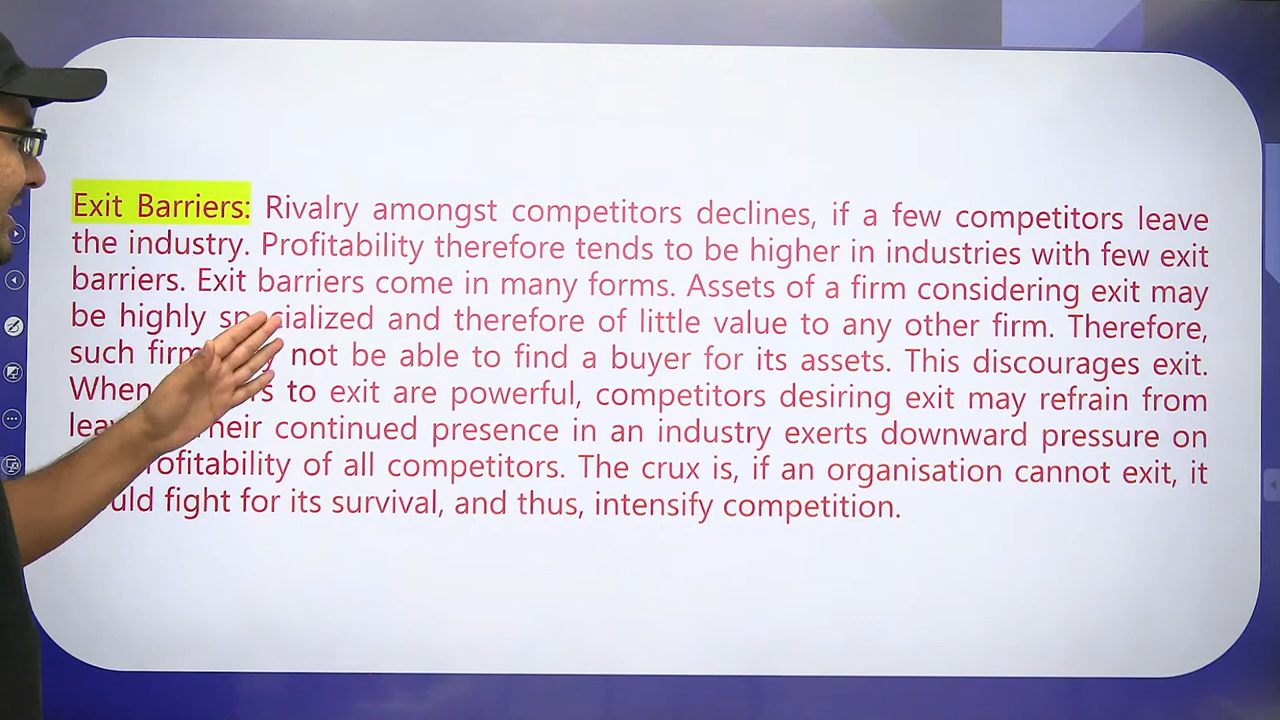 Exit Barriers: Rivalry amongst competitors declines, if a few competitors leave
the industry. Profitability therefore tends to be higher in industries with few exit
barriers. Exit barriers come in many forms. Assets of a firm considering exit may
be highly specialized and therefore of little value to any other firm. Therefore,
such firm not be able to find a buyer for its assets. This discourages exit.
When to exit are powerful, competitors desiring exit may refrain from
their continued presence in an industry exerts downward pressure on
profitability of all competitors. The crux is, if an organisation cannot exit, it
fight for its survival, and thus, intensify competition.